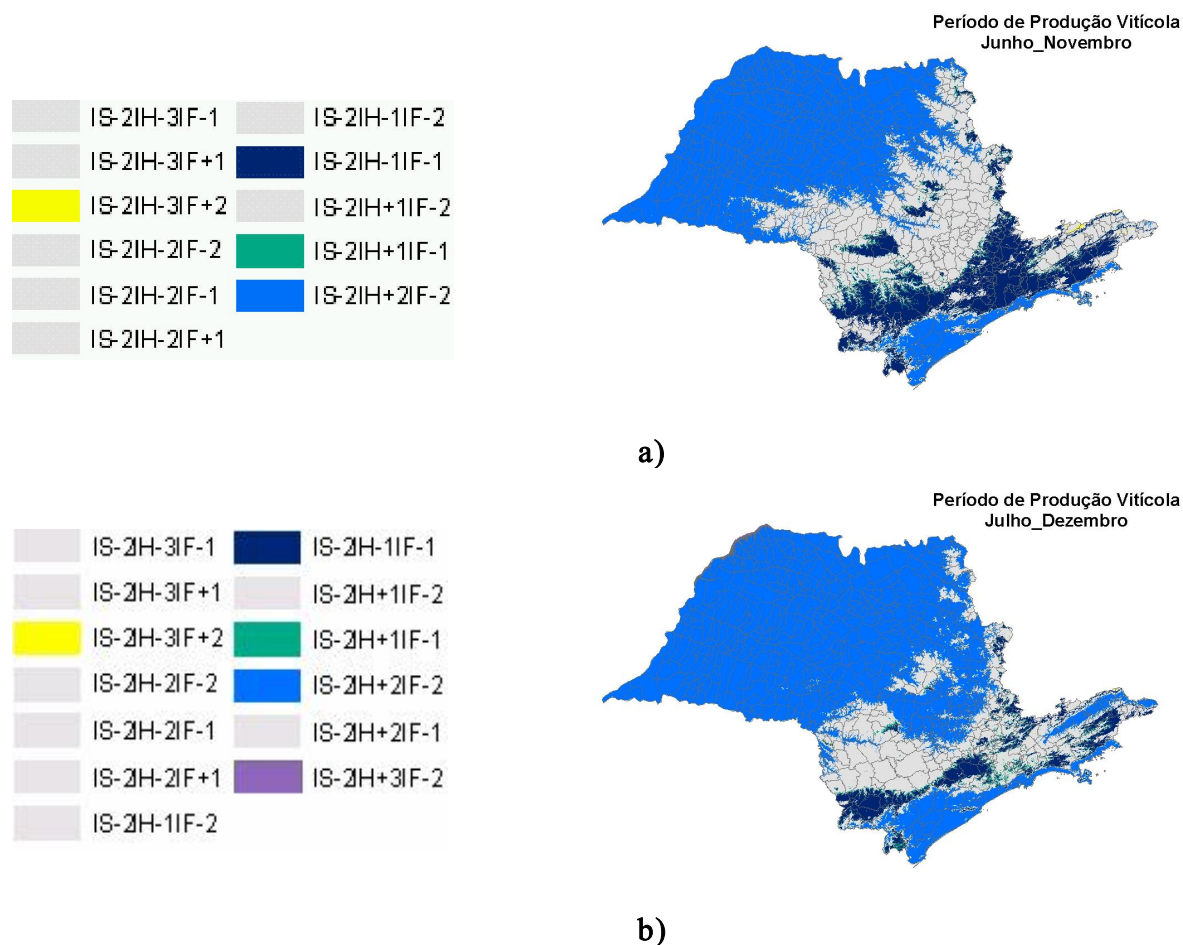 Período de Produção Vitícola
Junho_Novembro
IS-2IH-3IF-1
IS-2IH-3IF+1
IS-2IH-3IF+2
IS-2IH-2IF-2
IS-2IH-2IF-1
IS-2IH-2IF+1
IS-2IH-1IF-2
IS-2IH-1IF-1
IS-2IH+1IF-2
IS-2IH+1IF-1
IS-2IH+2IF-2
a)
Período de Produção Vitícola
Julho_Dezembro
IS-2IH-3IF-1
IS-2IH-3IF+1
IS-2IH-3IF+2
IS-2IH-2IF-2
IS-2IH-2IF-1
IS-2IH-2IF+1
IS-2IH-1IF-2
IS-2IH-1IF-1
IS-2IH+1IF-2
IS-2IH+1IF-1
IS-2IH+2IF-2
IS-2IH+2IF-1
IS-2IH+3IF-2
b)